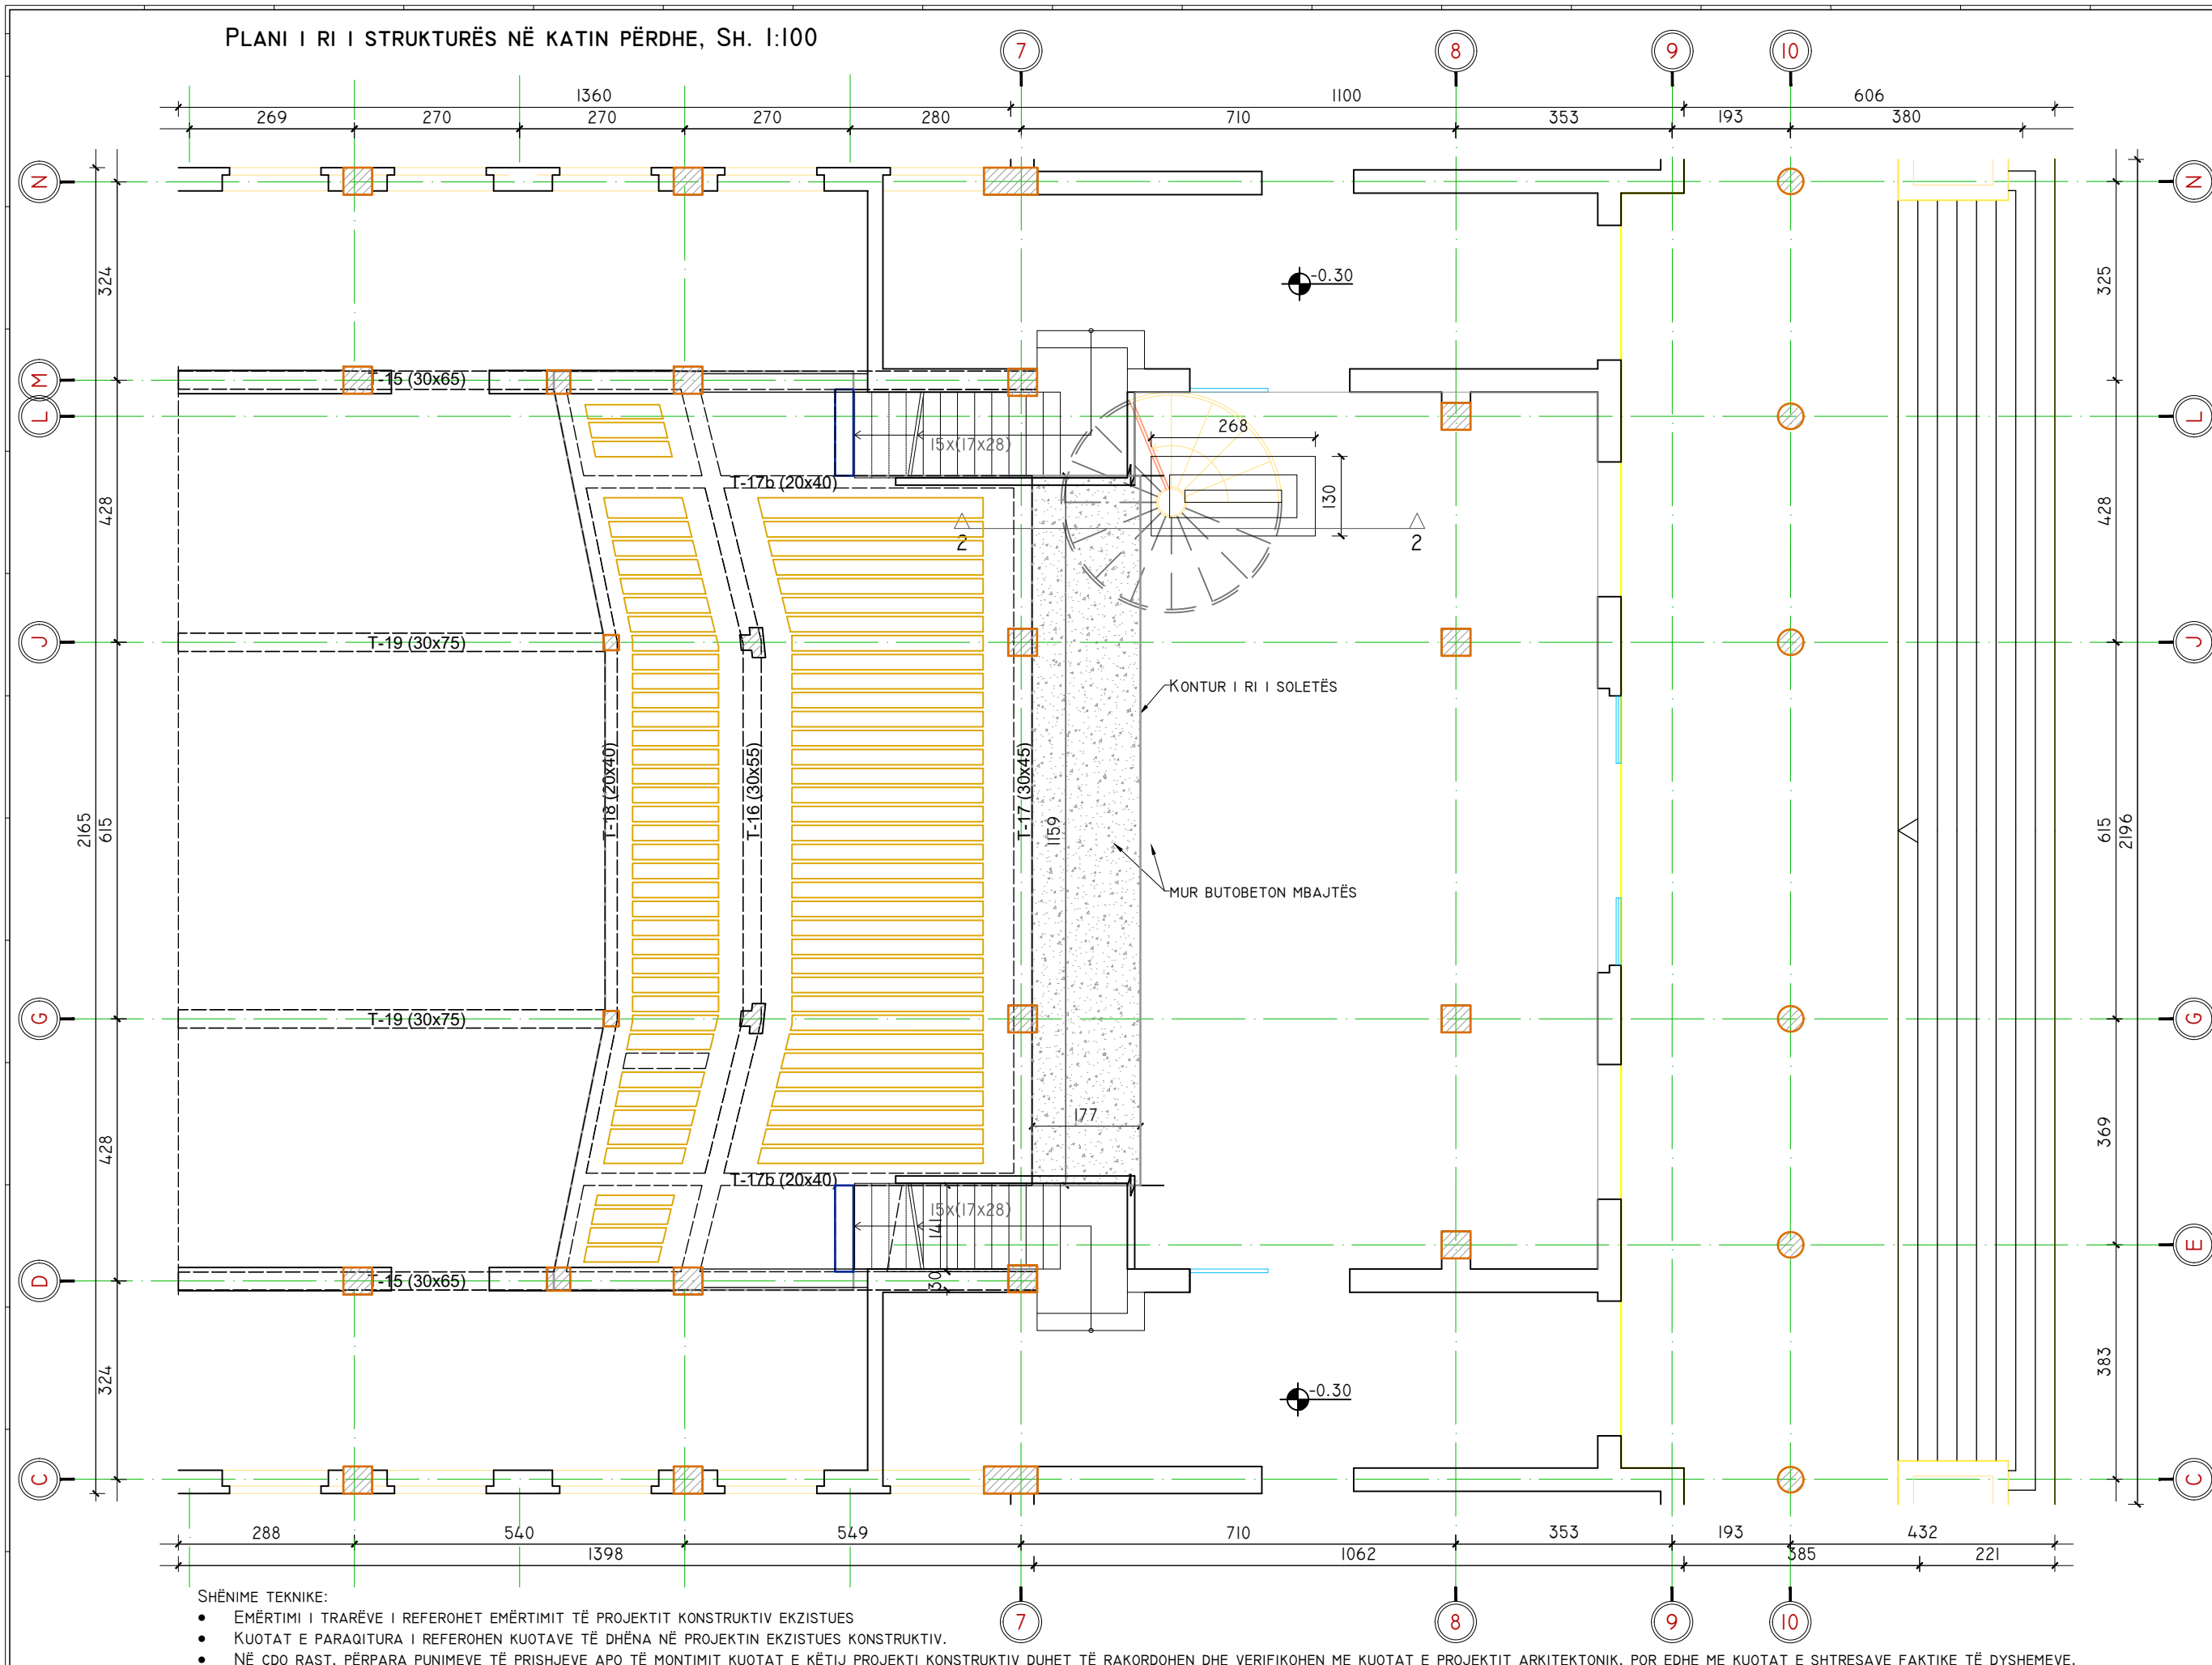 PLANI I RI I STRUKTURËS NË KATIN PËRDHE, SH. 1:100
7 8 9 10
1360 1100 606
269 270 270 270 280 710 353 193 380
N N
324 325
-0.30
M
T-15 (30x65)
L L
15x(17x28) 268
428 428
T-17b (20x40) 130
2 2
J J
T-19 (30x75)
KONTUR I RI I SOLETËS
T-18 (20x40) T-16 (30x55) T-17 (30x45)
2165 615 1159 615 2196
MUR BUTOBETON MBAJTËS
G G
T-19 (30x75)
177
428 369
T-17b (20x40)
15x(17x28)
141
E
D
T-15 (30x65)
30
324 383
-0.30
C C
288 540 549 710 353 193 432
1398 1062 385 221
7 8 9 10
SHËNIME TEKNIKE:
• EMËRTIMI I TRARËVE I REFEROHET EMËRTIMIT TË PROJEKTIT KONSTRUKTIV EKZISTUES
• KUOTAT E PARAQITURA I REFEROHEN KUOTAVE TË DHËNA NË PROJEKTIN EKZISTUES KONSTRUKTIV.
• NË CDO RAST, PËRPARA PUNIMEVE TË PRISHJEVE APO TË MONTIMIT KUOTAT E KËTIJ PROJEKTI KONSTRUKTIV DUHET TË RAKORDOHEN DHE VERIFIKOHEN ME KUOTAT E PROJEKTIT ARKITEKTONIK, POR EDHE ME KUOTAT E SHTRESAVE FAKTIKE TË DYSHEMEVE.